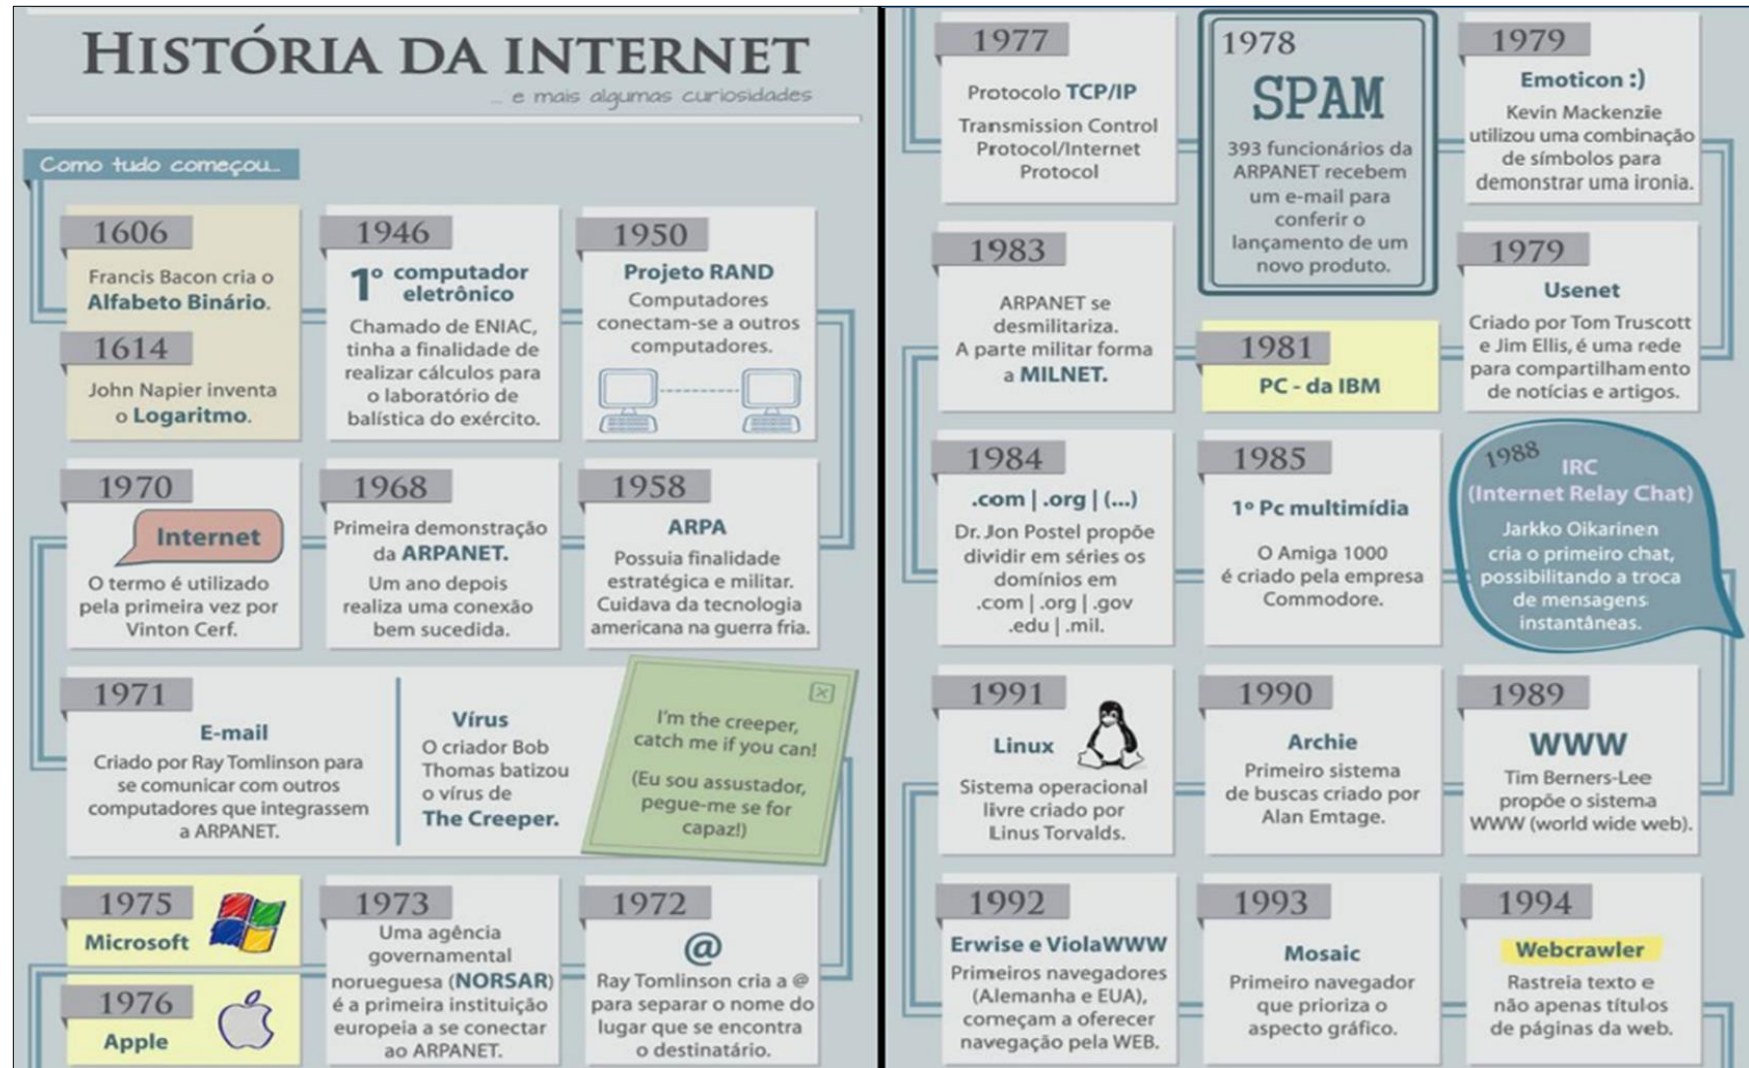 HISTÓRIA DA INTERNET
... e mais algumas curiosidades
Como tudo começou...
1606
Francis Bacon cria o
Alfabeto Binário.
1614
John Napier inventa
o Logaritmo.
1946
1º computador
eletrônico
Chamado de ENIAC,
tinha a finalidade de
realizar cálculos para
o laboratório de
balística do exército.
1950
Projeto RAND
Computadores
conectam-se a outros
computadores.
1970
Internet
O termo é utilizado
pela primeira vez por
Vinton Cerf.
1968
Primeira demonstração
da ARPANET.
Um ano depois
realiza uma conexão
bem sucedida.
1958
ARPA
Possuia finalidade
estratégica e militar.
Cuidava da tecnologia
americana na guerra fria.
1971
E-mail
Criado por Ray Tomlinson para
se comunicar com outros
computadores que integrassem
a ARPANET.
Vírus
O criador Bob
Thomas batizou
o vírus de
The Creeper.
I'm the creeper,
catch me if you can!
(Eu sou assustador,
pegue-me se for
capaz!)
1975
Microsoft
1976
Apple
1973
Uma agência
governamental
norueguesa (NORSAR)
é a primeira instituição
europeia a se conectar
ao ARPANET.
1972
@
Ray Tomlinson cria a @
para separar o nome do
lugar que se encontra
o destinatário.
1977
Protocolo TCP/IP
Transmission Control
Protocol/Internet
Protocol
1978
SPAM
393 funcionários da
ARPANET recebem
um e-mail para
conferir o
lançamento de um
novo produto.
1979
Emoticon :)
Kevin Mackenzie
utilizou uma combinação
de símbolos para
demonstrar uma ironia.
1983
ARPANET se
desmilitariza.
A parte militar forma
a MILNET.
1981
PC - da IBM
1979
Usenet
Criado por Tom Truscott
e Jim Ellis, é uma rede
para compartilhamento
de notícias e artigos.
1984
.com | .org | (...)
Dr. Jon Postel propõe
dividir em séries os
domínios em
.com | .org | .gov
.edu | .mil.
1985
1º Pc multimídia
O Amiga 1000
é criado pela empresa
Commodore.
1988
IRC
(Internet Relay Chat)
Jarkko Oikarinen
cria o primeiro chat,
possibilitando a troca
de mensagens
instantâneas.
1991
Linux
Sistema operacional
livre criado por
Linus Torvalds.
1990
Archie
Primeiro sistema
de buscas criado por
Alan Emtage.
1989
WWW
Tim Berners-Lee
propõe o sistema
WWW (world wide web).
1992
Erwise e ViolaWWW
Primeiros navegadores
(Alemanha e EUA),
começam a oferecer
navegação pela WEB.
1993
Mosaic
Primeiro navegador
que prioriza o
aspecto gráfico.
1994
Webcrawler
Rastreia texto e
não apenas títulos
de páginas da web.